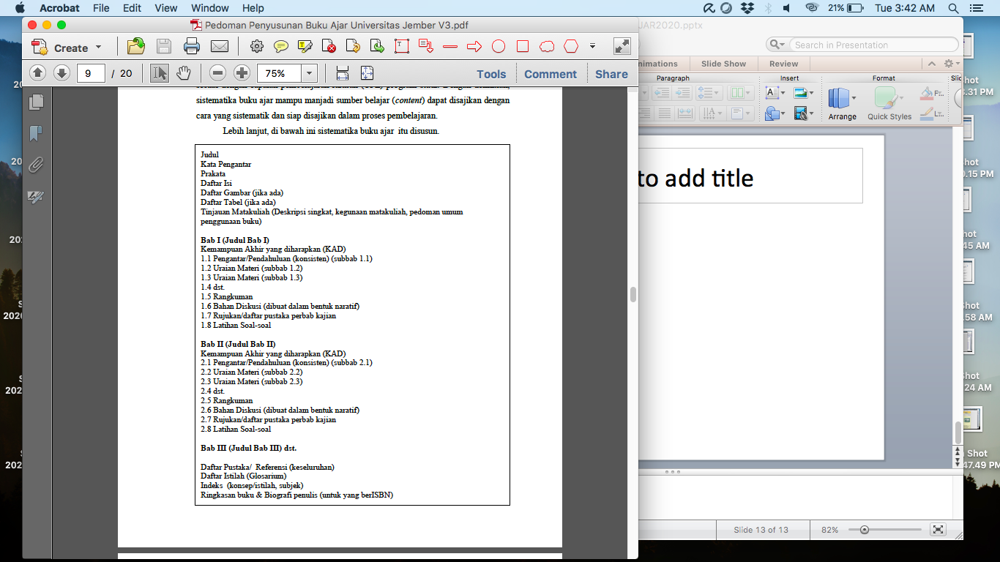 Acrobat File Edit View Window Help
21% Tue 3:42 AM
Pedoman Penyusunan Buku Ajar Universitas Jember V3.pdf
JAR2020.pptx
Create
Search in Presentation
nimations Slide Show Review
9 / 20 75% Tools Comment Share
Paragraph Insert Format
Arrange Quick Styles
sistematika buku ajar mampu manjadi sumber belajar (content) dapat disajikan dengan
cara yang sistematik dan siap disajikan dalam proses pembelajaran.
Lebih lanjut, di bawah ini sistematika buku ajar itu disusun.
Judul
Kata Pengantar
Prakata
Daftar Isi
Daftar Gambar (jika ada)
Daftar Tabel (jika ada)
Tinjauan Matakuliah (Deskripsi singkat, kegunaan matakuliah, pedoman umum
penggunaan buku)
Bab I (Judul Bab I)
Kemampuan Akhir yang diharapkan (KAD)
1.1 Pengantar/Pendahuluan (konsisten) (subbab 1.1)
1.2 Uraian Materi (subbab 1.2)
1.3 Uraian Materi (subbab 1.3)
1.4 dst.
1.5 Rangkuman
1.6 Bahan Diskusi (dibuat dalam bentuk naratif)
1.7 Rujukan/daftar pustaka perbab kajian
1.8 Latihan Soal-soal
Bab II (Judul Bab II)
Kemampuan Akhir yang diharapkan (KAD)
2.1 Pengantar/Pendahuluan (konsisten) (subbab 2.1)
2.2 Uraian Materi (subbab 2.2)
2.3 Uraian Materi (subbab 2.3)
2.4 dst.
2.5 Rangkuman
2.6 Bahan Diskusi (dibuat dalam bentuk naratif)
2.7 Rujukan/daftar pustaka perbab kajian
2.8 Latihan Soal-soal
Bab III (Judul Bab III) dst.
Daftar Pustaka/ Referensi (keseluruhan)
Daftar Istilah (Glosarium)
Indeks (konsep/istilah, subjek)
Ringkasan buku & Biografi penulis (untuk yang berISBN)
to add title
Slide 13 of 13 82%